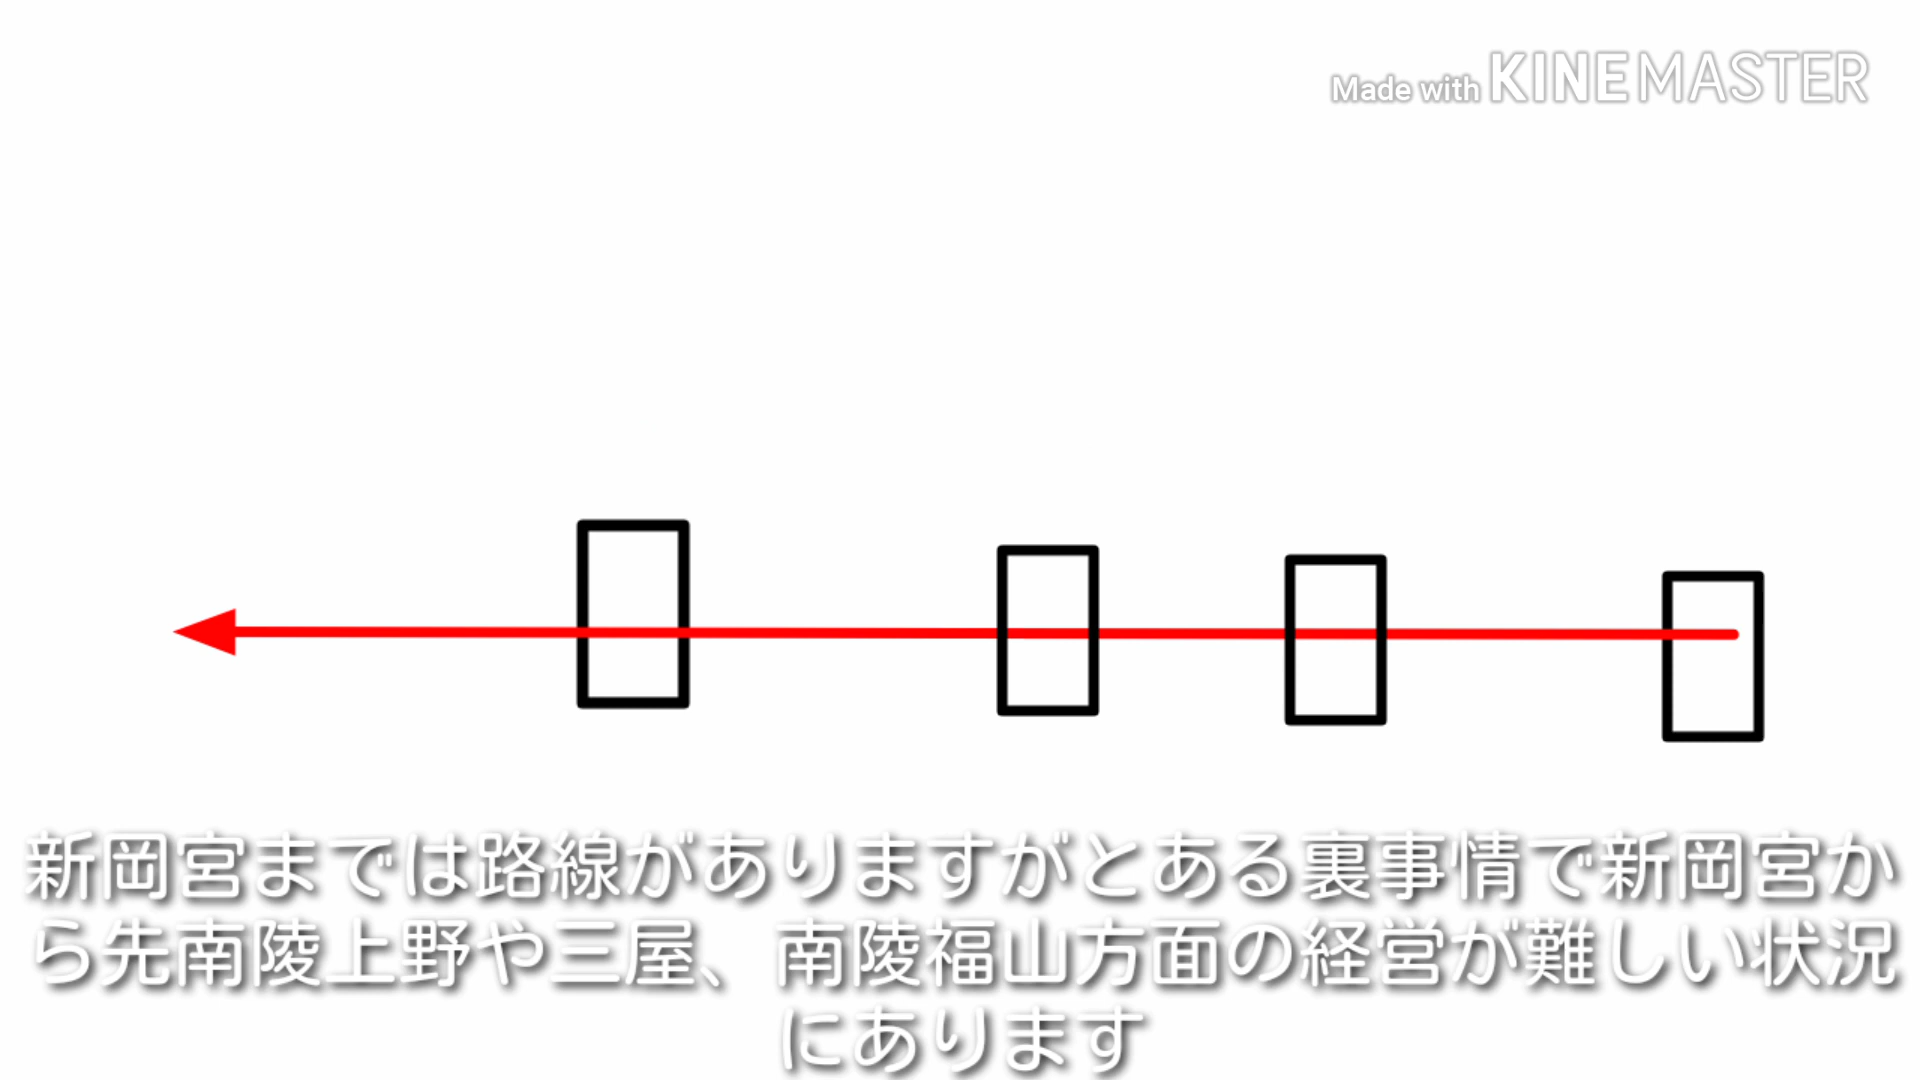 Made with KINEMASTER
新岡宮までは路線がありますがとある裏事情で新岡宮か
ら先南陵上野や三屋、南陵福山方面の経営が難しい状況
にあります